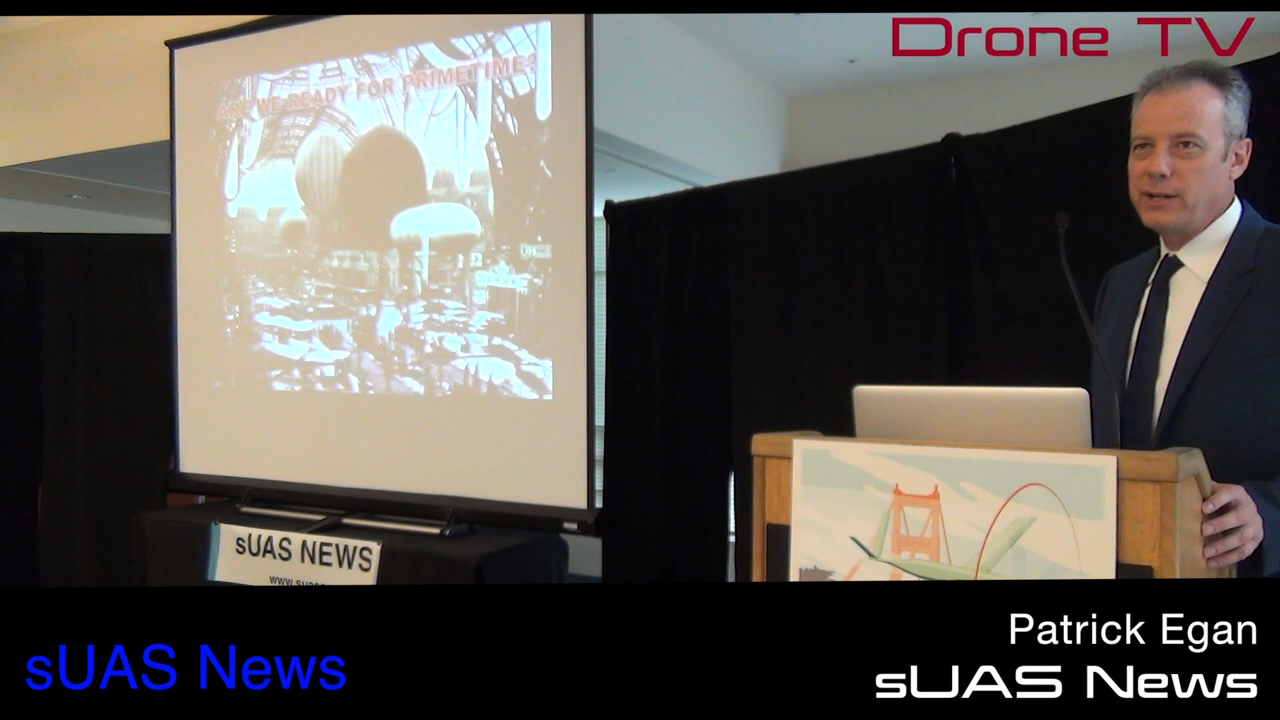 Drone TV
ARE WE READY FOR PRIMETIME?
sUAS NEWS
Patrick Egan
sUAS News
sUAS News